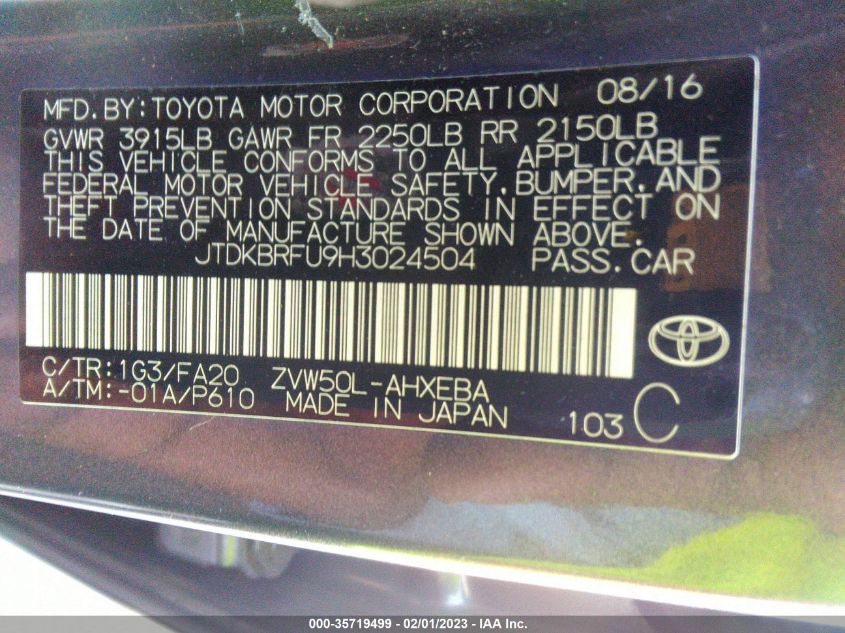 MFD.BY:TOYOTA MOTOR CORPORATION 08/16
GVWR 3915LB GAWR FR 2250LB RR 2150LB
THIS VEHICLE CONFORMS TO ALL APPLICABLE
FEDERAL MOTOR VEHICLE SAFETY,BUMPER,AND
THEFT PREVENTION STANDARDS IN EFFECT ON
THE DATE OF MANUFACTURE SHOWN ABOVE.
JTDKBRFU9H3024504 PASS.CAR
C/TR:1G3/FA20 ZVW50L-AHXEBA
A/TM:-01A/P610 MADE IN JAPAN 103 C
000-35719499 - 02/01/2023 - IAA Inc.